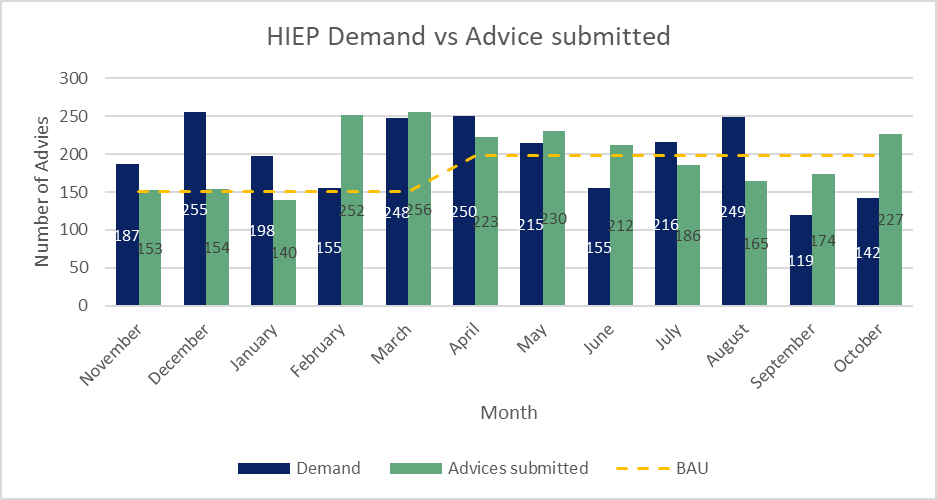 HIEP Demand vs Advice submitted
300
250
200
150
100
50
0
Number of Advies
187 153 255 154 198 140 155 252 248 256 250 223 215 230 155 212 216 186 249 165 119 174 142 227
November December January February March April May June July August September October
Month
Demand Advices submitted BAU